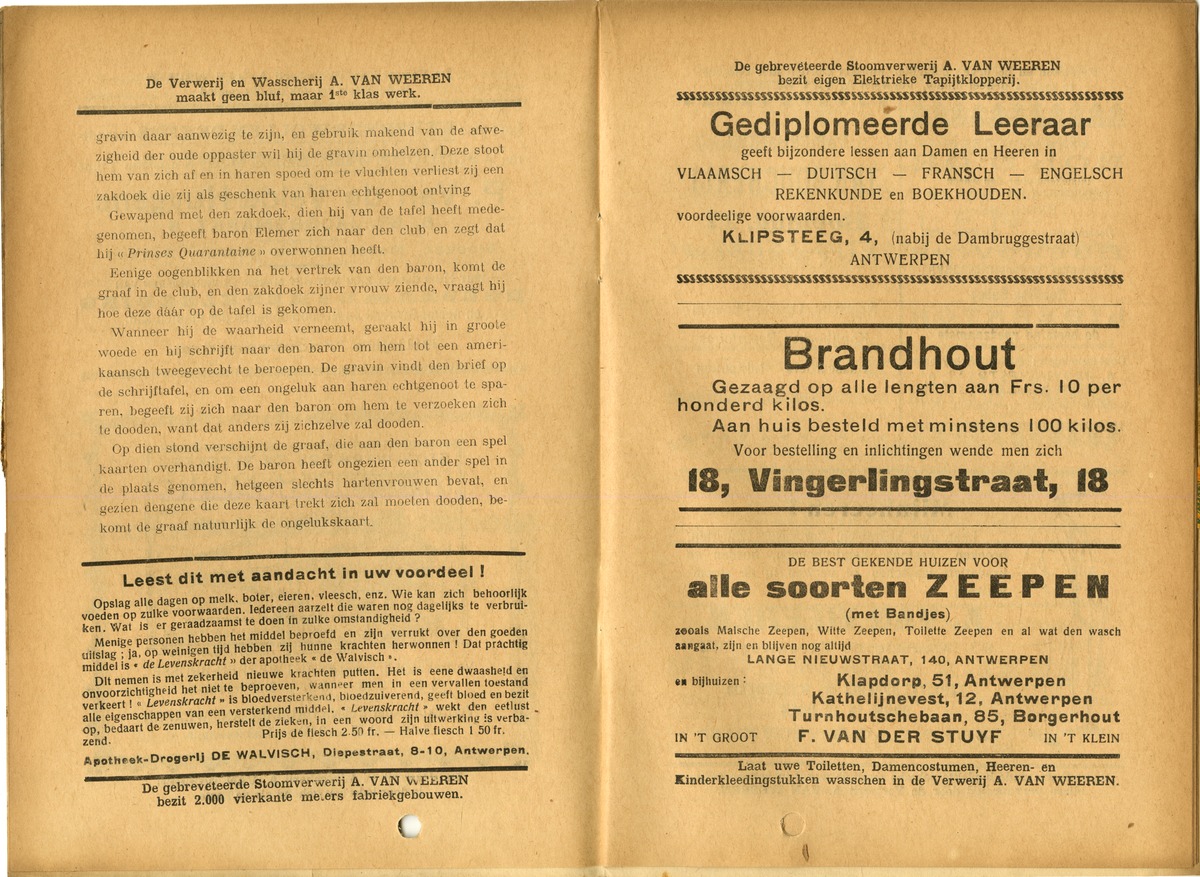 De Verwerij en Wasscherij A. VAN WEEREN
maakt geen bluf, maar 1ste klas werk.
gravin daar aanwezig te zijn, en gebruik makend van de afwe-
zigheid der oude oppaster wil hij de gravin omhelzen. Deze stoot
hem van zich af en in haren spoed om te vluchten verliest zij een
zakdoek die zij als geschenk van haren echtgenoot ontving
Gewapend met den zakdoek, dien hij van de tafel heeft mede-
genomen, begeeft baron Elemer zich naar den club en zegt dat
hij « Prinses Quarantaine » overwonnen heeft.
Eenige oogenblikken na het vertrek van den baron, komt de
graaf in de club, en den zakdoek zijner vrouw ziende, vraagt hij
hoe deze dáár op de tafel is gekomen.
Wanneer hij de waarheid verneemt, geraakt hij in groote
woede en hij schrijft naar den baron om hem tot een ameri-
kaansch tweegevecht te beroepen. De gravin vindt den brief op
de schrijftafel, en om een ongeluk aan haren echtgenoot te spa-
ren, begeeft zij zich naar den baron om hem te verzoeken zich
te dooden, want dat anders zij zichzelve zal dooden.
Op dien stond verschijnt de graaf, die aan den baron een spel
kaarten overhandigt. De baron heeft ongezien een ander spel in
de plaats genomen, hetgeen slechts hartenvrouwen bevat, en
gezien dengene die deze kaart trekt zich zal moeten dooden, be-
komt de graaf natuurlijk de ongelukskaart.
Leest dit met aandacht in uw voordeel !
Opslag alle dagen op melk, boter, eieren, vleesch, enz. Wie kan zich behoorlijk
voeden op zulke voorwaarden. Iedereen aarzelt die waren nog dagelijks te verbrui-
ken. Wat is er geraadzaamst te doen in zulke omstandigheid ?
Menige personen hebben het middel beproefd en zijn verrukt over den goeden
uitslag ; ja, op weinigen tijd hebben zij hunne krachten herwonnen ! Dat prachtig
middel is « de Levenskracht » der apotheek « de Walvisch ».
Dit nemen is met zekerheid nieuwe krachten putten. Het is eene dwaasheid en
onvoorzichtigheid het niet te beproeven, wanneer men in een vervallen toestand
verkeert ! « Levenskracht » is bloedversterkend, bloedzuiverend, geeft bloed en bezit
alle eigenschappen van een versterkend middel. « Levenskracht » wekt den eetlust
op, bedaart de zenuwen, herstelt de zieken, in een woord zijn uitwerking is verba-
zend. Prijs de flesch 2.50 fr. — Halve flesch 1 50 fr.
Apotheek-Drogerij DE WALVISCH, Diepestraat, 8-10, Antwerpen.
De gebreveteerde Stoomverwerij A. VAN WEEREN
bezit 2.000 vierkante meters fabriekgebouwen.
De gebreveteerde Stoomverwerij A. VAN WEEREN
bezit eigen Elektrieke Tapijtklopperij.
Gediplomeerde Leeraar
geeft bijzondere lessen aan Damen en Heeren in
VLAAMSCH — DUITSCH — FRANSCH — ENGELSCH
REKENKUNDE en BOEKHOUDEN.
voordeelige voorwaarden.
KLIPSTEEG, 4, (nabij de Dambruggestraat)
ANTWERPEN
Brandhout
Gezaagd op alle lengten aan Frs. 10 per
honderd kilos.
Aan huis besteld met minstens 100 kilos.
Voor bestelling en inlichtingen wende men zich
18, Vingerlingstraat, 18
DE BEST GEKENDE HUIZEN VOOR
alle soorten ZEEPEN
(met Bandjes)
zooals Malsche Zeepen, Witte Zeepen, Toilette Zeepen en al wat den wasch
aangaat, zijn en blijven nog altijd
LANGE NIEUWSTRAAT, 140, ANTWERPEN
en bijhuizen : Klapdorp, 51, Antwerpen
Kathelijnevest, 12, Antwerpen
Turnhoutschebaan, 85, Borgerhout
IN 'T GROOT F. VAN DER STUYF IN 'T KLEIN
Laat uwe Toiletten, Damencostumen, Heeren- en
Kinderkleedingstukken wasschen in de Verwerij A. VAN WEEREN.